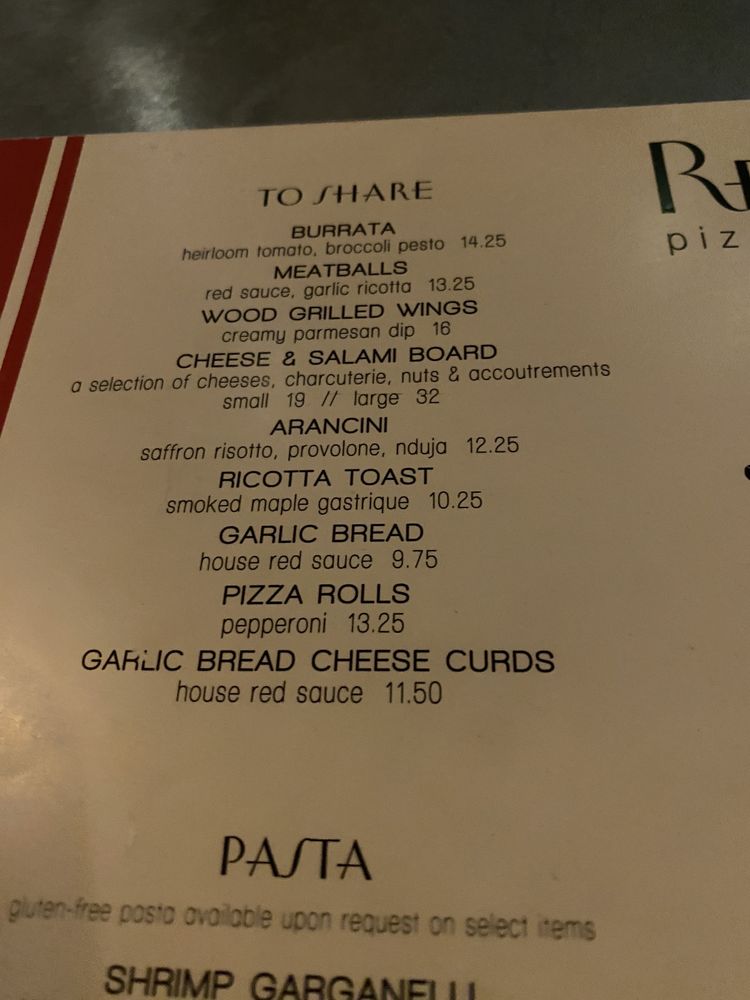 TO SHARE
BURRATA
heirloom tomato, broccoli pesto 14.25
MEATBALLS
red sauce, garlic ricotta 13.25
WOOD GRILLED WINGS
creamy parmesan dip 16
CHEESE & SALAMI BOARD
a selection of cheeses, charcuterie, nuts & accoutrements
small 19 // large 32
ARANCINI
saffron risotto, provolone, nduja 12.25
RICOTTA TOAST
smoked maple gastrique 10.25
GARLIC BREAD
house red sauce 9.75
PIZZA ROLLS
pepperoni 13.25
GARLIC BREAD CHEESE CURDS
house red sauce 11.50
PASTA
gluten-free pasta available upon request on select items
SHRIMP GARGANELLI
piz